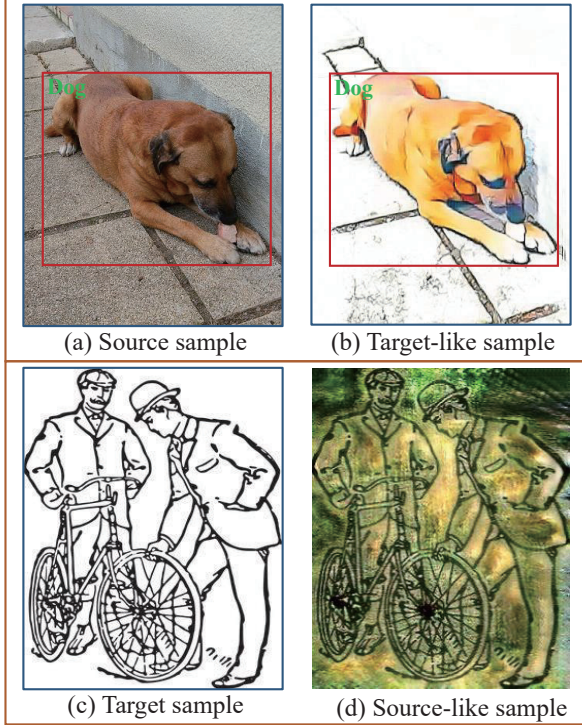 Dog
Dog
(a) Source sample
(b) Target-like sample
(c) Target sample
(d) Source-like sample